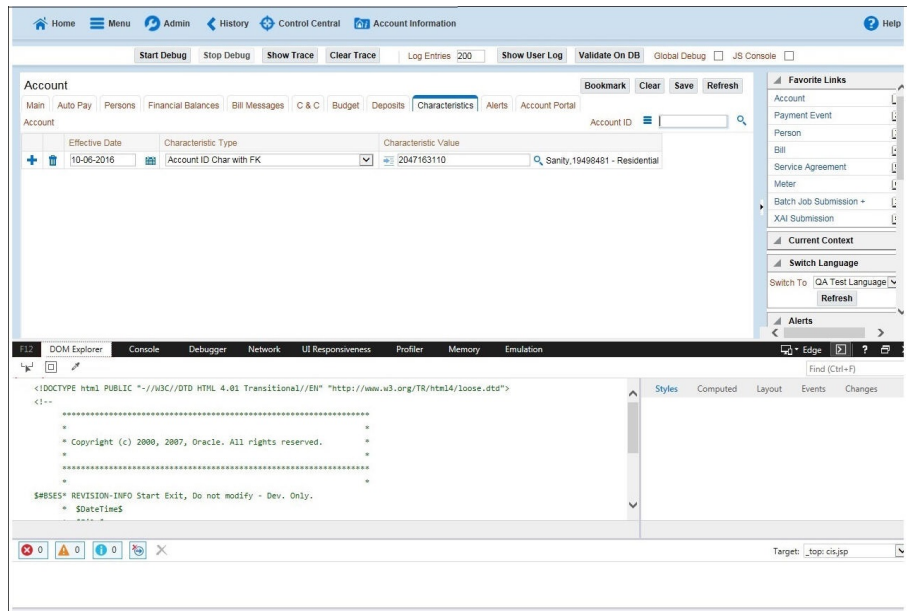 Home Menu Admin History Control Central Account Information Help
Start Debug Stop Debug Show Trace Clear Trace Log Entries 200 Show User Log Validate On DB Global Debug JS Console
Account Bookmark Clear Save Refresh
Main Auto Pay Persons Financial Balances Bill Messages C & C Budget Deposits Characteristics Alerts Account Portal
Account Account ID
Effective Date Characteristic Type Characteristic Value
10-06-2016 Account ID Char with FK 2047163110 Sanity,19498481 - Residential
Favorite Links
Account
Payment Event
Person
Bill
Service Agreement
Meter
Batch Job Submission +
XAI Submission
Current Context
Switch Language
Switch To QA Test Language
Refresh
Alerts
F12 DOM Explorer Console Debugger Network UI Responsiveness Profiler Memory Emulation Edge ?
Find (Ctrl+F)
<!DOCTYPE html PUBLIC "-//W3C//DTD HTML 4.01 Transitional//EN" "http://www.w3.org/TR/html4/loose.dtd">
<!--
* Copyright (c) 2000, 2007, Oracle. All rights reserved. *
$#BSES* REVISION-INFO Start Exit, Do not modify - Dev. Only.
* $DateTime$
Styles Computed Layout Events Changes
0 0 0
Target: _top: cis.jsp